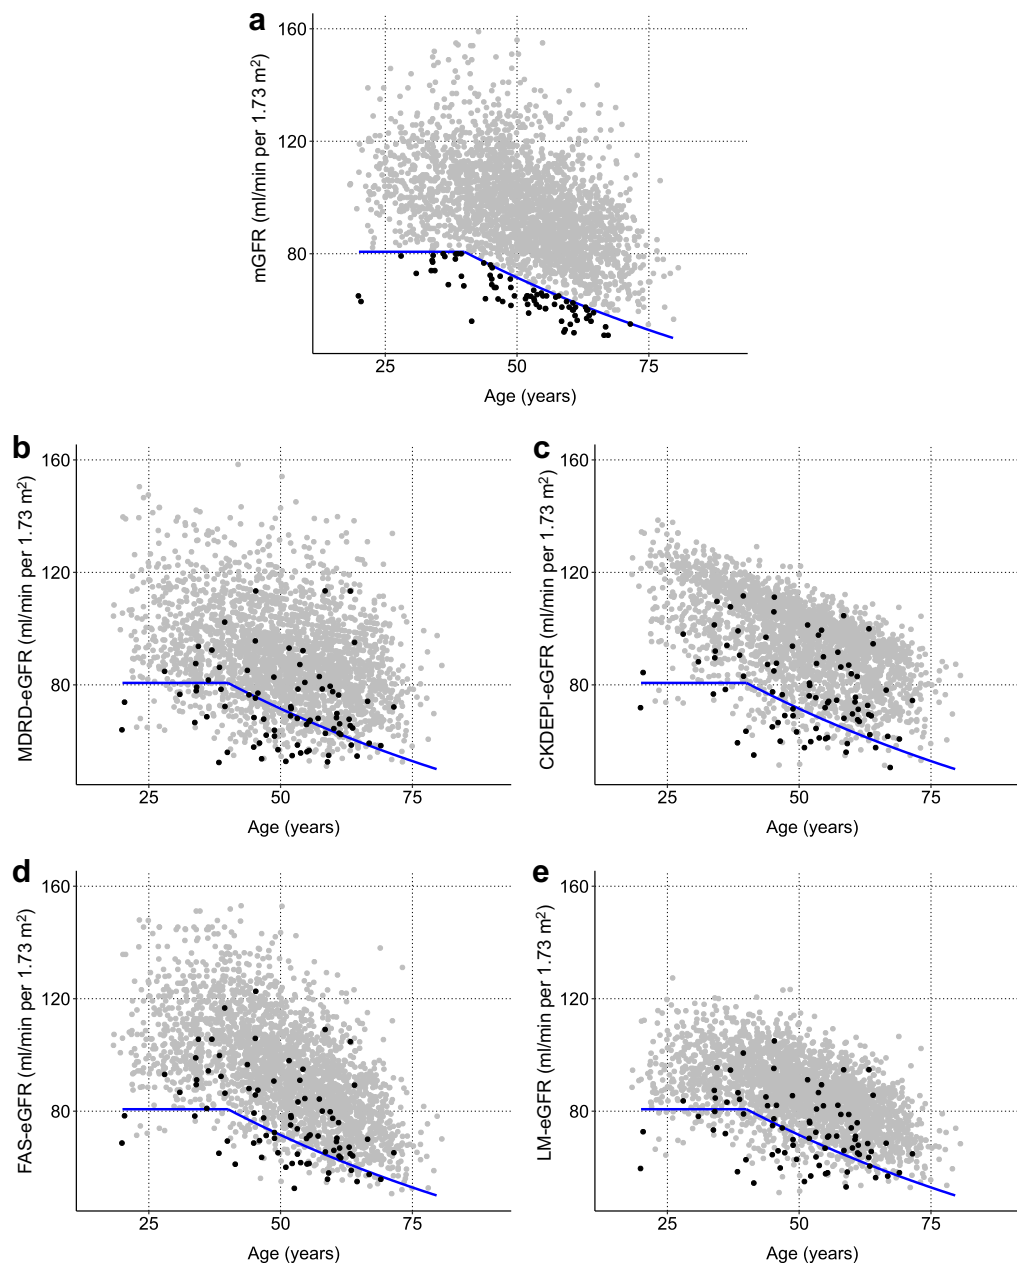 a
160
120
80
mGFR (ml/min per 1.73 m²)
25 50 75
Age (years)
b
160
120
80
MDRD-eGFR (ml/min per 1.73 m²)
25 50 75
Age (years)
c
160
120
80
CKDEPI-eGFR (ml/min per 1.73 m²)
25 50 75
Age (years)
d
160
120
80
FAS-eGFR (ml/min per 1.73 m²)
25 50 75
Age (years)
e
160
120
80
LM-eGFR (ml/min per 1.73 m²)
25 50 75
Age (years)